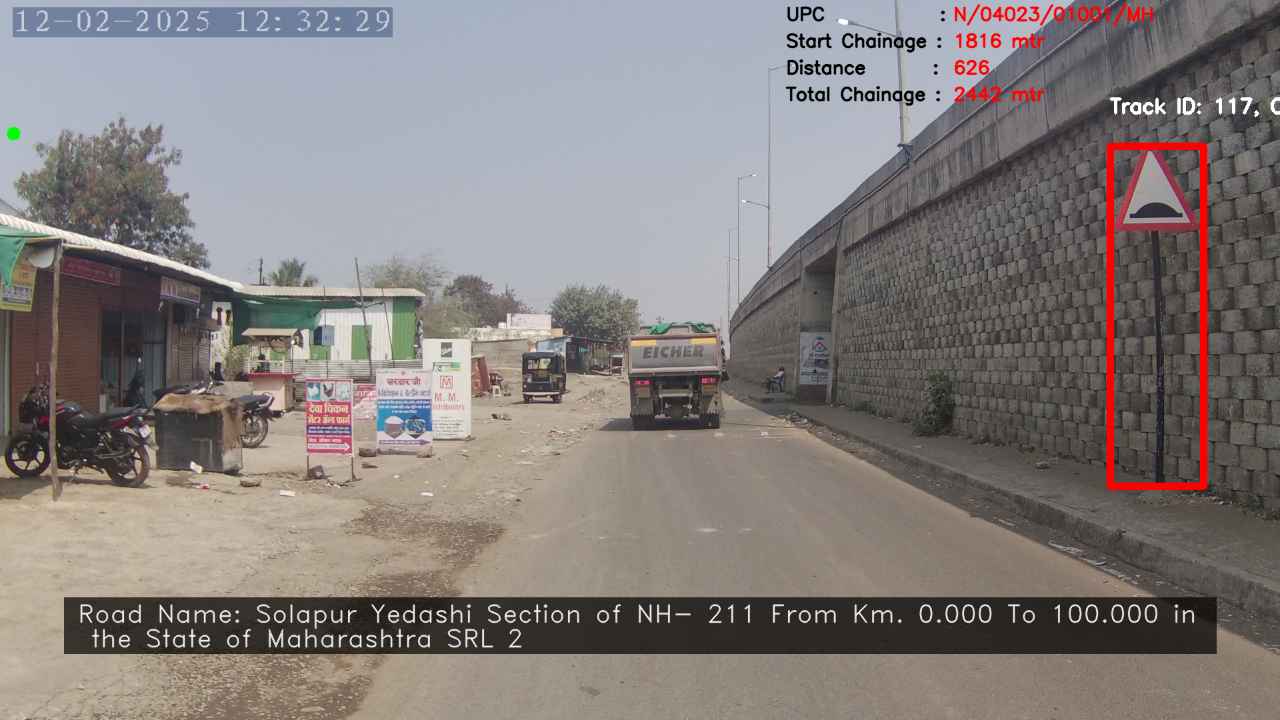 12-02-2025 12:32:29
UPC : N/04023/01001/MH
Start Chainage : 1816 mtr
Distance : 626
Total Chainage : 2442 mtr
Track ID: 117, C
EICHER
देवा चिकन
सेंटर अॅन्ड फार्म
M. M.
Road Name: Solapur Yedashi Section of NH- 211 From Km. 0.000 To 100.000 in
the State of Maharashtra SRL 2